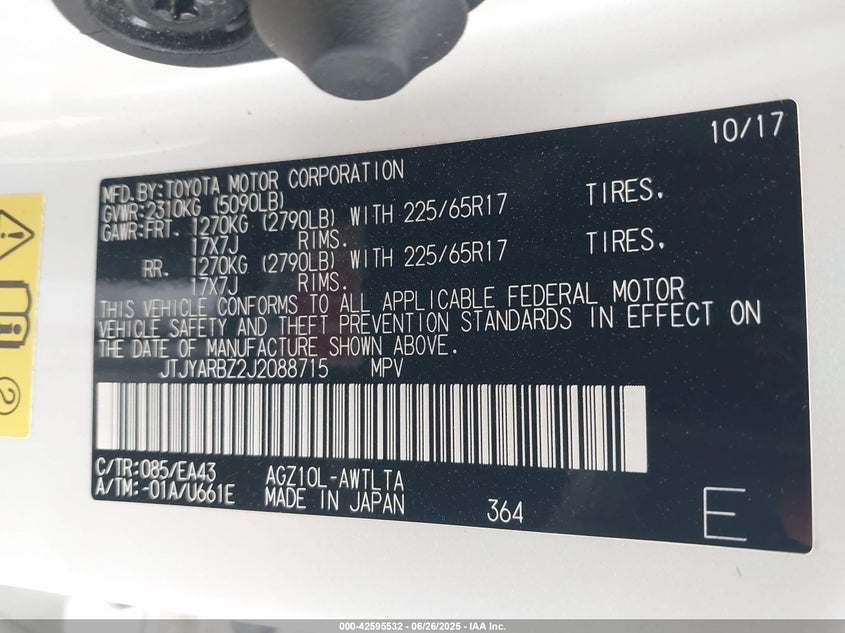 10/17
MFD.BY:TOYOTA MOTOR CORPORATION
GVWR:2310KG (5090LB)
GAWR:FRT. 1270KG (2790LB) WITH 225/65R17 TIRES.
17X7J RIMS.
RR. 1270KG (2790LB) WITH 225/65R17 TIRES.
17X7J RIMS.
THIS VEHICLE CONFORMS TO ALL APPLICABLE FEDERAL MOTOR
VEHICLE SAFETY AND THEFT PREVENTION STANDARDS IN EFFECT ON
THE DATE OF MANUFACTURE SHOWN ABOVE.
JTJYARBZ2J2088715 MPV
C/TR:085/EA43 AGZ10L-AWTLTA
A/TM:-01A/U661E MADE IN JAPAN 364 E
2
000-42595532 / 06/26/2025 - IAA Inc.